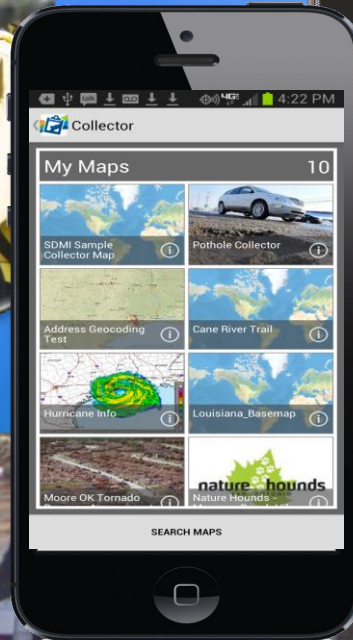 4G
4:22 PM
Collector
My Maps 10
SDMI Sample
Collector Map
Pothole Collector
Address Geocoding
Test
Cane River Trail
Hurricane Info
Louisiana_Basemap
Moore OK Tornado
nature hounds
Nature Hounds -
SEARCH MAPS